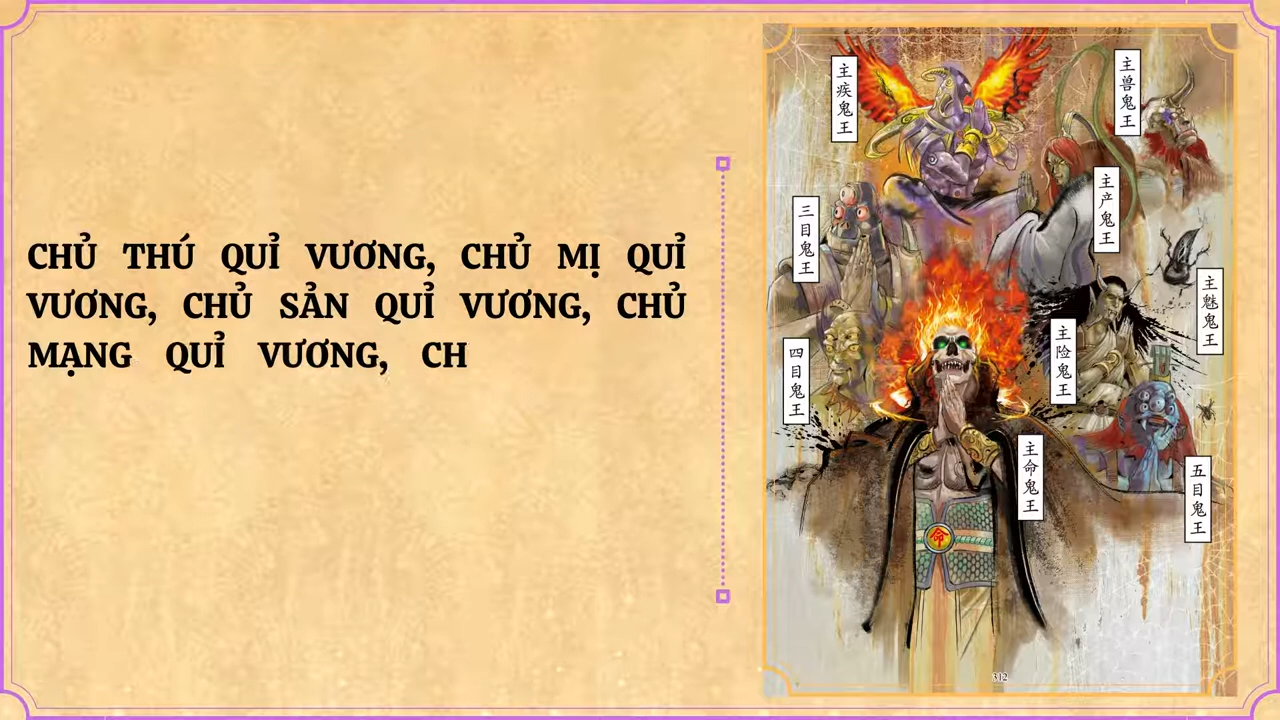 CHỦ THÚ QUỈ VƯƠNG, CHỦ MỊ QUỈ
VƯƠNG, CHỦ SẢN QUỈ VƯƠNG, CHỦ
MẠNG QUỈ VƯƠNG, CH
主疾鬼王
主兽鬼王
主产鬼王
三目鬼王
主魅鬼王
主险鬼王
四目鬼王
主命鬼王
五目鬼王
命
312